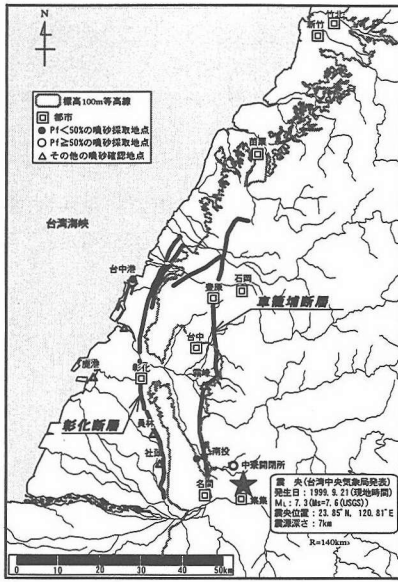 N
竹北
新竹
標高100m等高線
都市
Pf<50%の噴砂採取地点
Pf≧50%の噴砂採取地点
その他の噴砂確認地点
苗栗
台湾海峡
台中港
石岡
豊原
車籠埔断層
台中
鹿港
彰化
霧峰
彰化断層
員林
社頭
南投
中寮開閉所
名間
集集
震 央(台湾中央気象局発表)
発生日:1999.9.21(現地時間)
ML:7.3(Ms=7.6(USGS))
震央位置:23.85°N, 120.81°E
震源深さ:7km
R=140km
0 10 20 30 40 50km